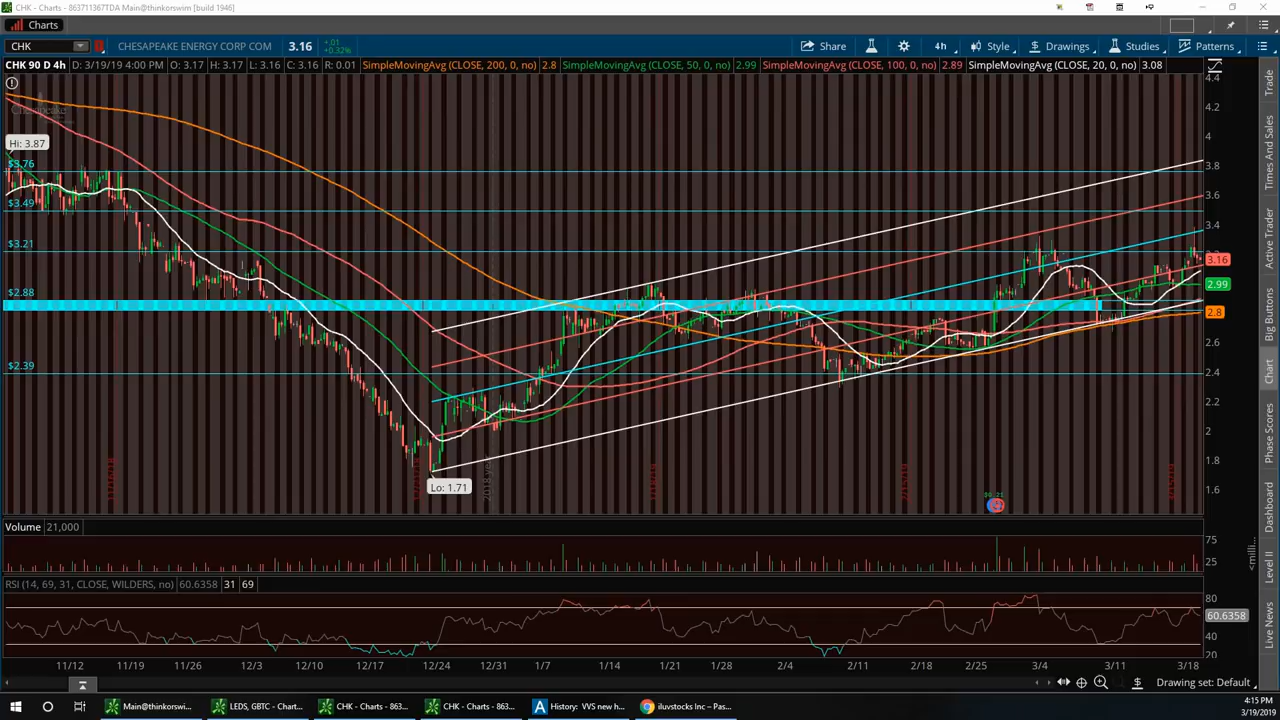 CHK - Charts - 863711367TDA Main@thinkorswim [build 1946]
Charts
CHK CHESAPEAKE ENERGY CORP COM 3.16 +.01 +0.32% Share 4h Style Drawings Studies Patterns
CHK 90 D 4h D: 3/19/19 4:00 PM O: 3.17 H: 3.17 L: 3.16 C: 3.16 R: 0.01 SimpleMovingAvg (CLOSE, 200, 0, no) 2.8 SimpleMovingAvg (CLOSE, 50, 0, no) 2.99 SimpleMovingAvg (CLOSE, 100, 0, no) 2.89 SimpleMovingAvg (CLOSE, 20, 0, no) 3.08
Chesapeake
Hi: 3.87
$3.76
$3.49
$3.21
$2.88
$2.39
Lo: 1.71
2018 year
$0.21
4.4
4.2
4
3.8
3.6
3.4
3.16
2.99
2.8
2.6
2.4
2.2
2
1.8
1.6
Volume 21,000
75
25
RSI (14, 69, 31, CLOSE, WILDERS, no) 60.6358 31 69
80
60.6358
40
20
11/12 11/19 11/26 12/3 12/10 12/17 12/24 12/31 1/7 1/14 1/21 1/28 2/4 2/11 2/18 2/25 3/4 3/11 3/18
Drawing set: Default
Trade
Times And Sales
Active Trader
Big Buttons
Chart
Phase Scores
Dashboard
Level II
Live News
Main@thinkorswi... LEDS, GBTC - Chart... CHK - Charts - 863... CHK - Charts - 863... History: VVS new h... iluvstocks Inc – Pas...
4:15 PM
3/19/2019